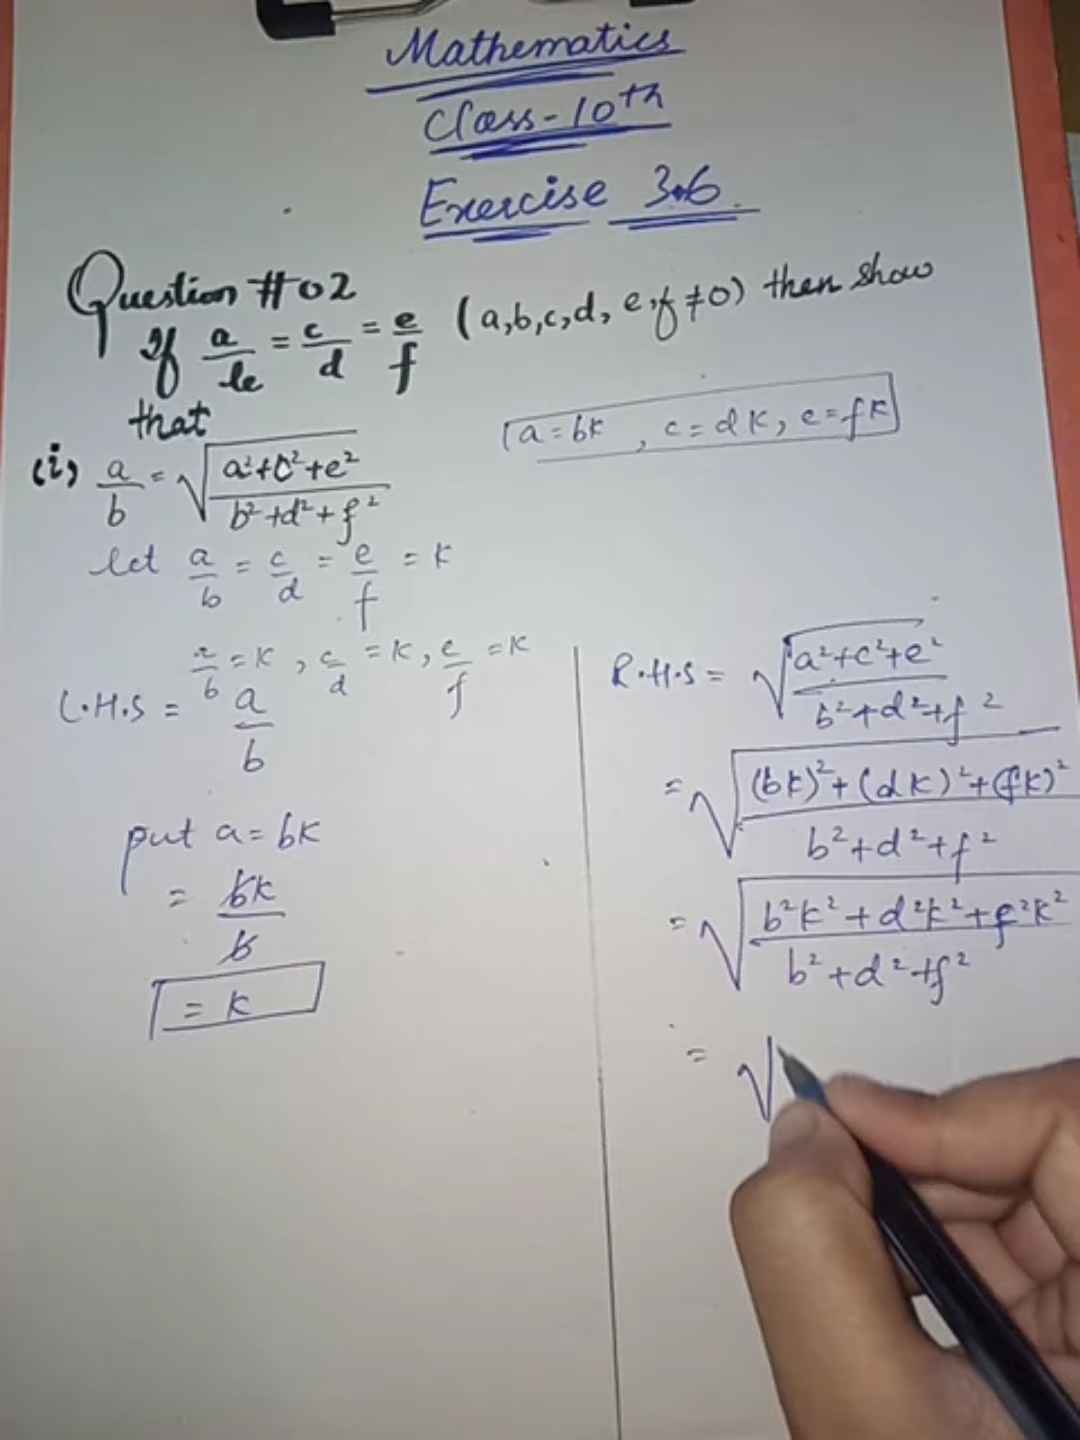 Mathematics
Class-10th
Exercise 3.6
Question #02
If a/b = c/d = e/f (a,b,c,d, e,f ≠0) then show
that
a=bk , c=dk, e=fk
(i) a/b = √((a²+c²+e²)/(b²+d²+f²))
let a/b = c/d = e/f = k
a/b = k , c/d = k, e/f = k
L.H.S = a/b
put a=bk
= bk/b
= k
R.H.S = √((a²+c²+e²)/(b²+d²+f²))
= √(((bk)²+(dk)²+(fk)²)/(b²+d²+f²))
= √((b²k²+d²k²+f²k²)/(b²+d²+f²))
= √